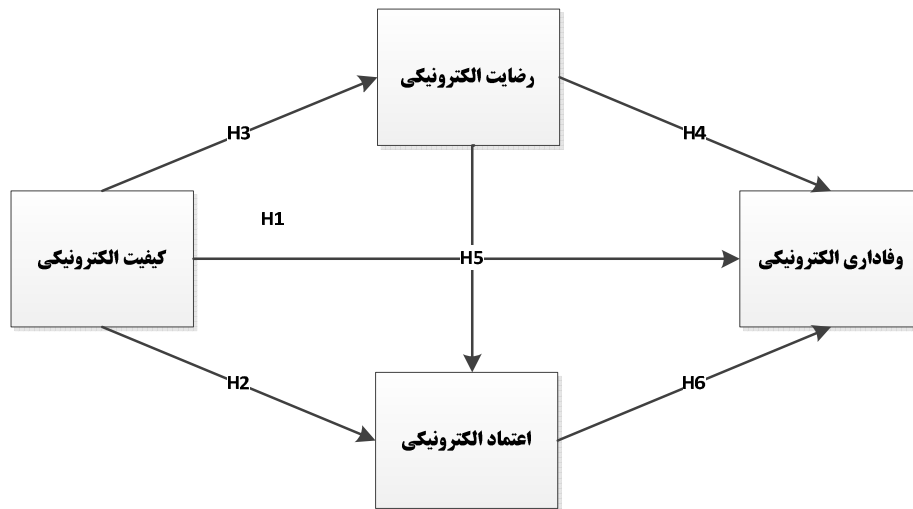 رضایت الکترونیکی
H3
H4
H1
کیفیت الکترونیکی
H5
وفاداری الکترونیکی
H2
H6
اعتماد الکترونیکی